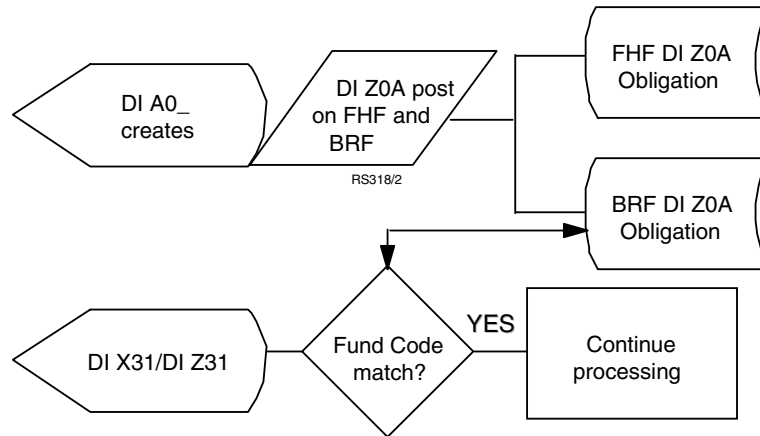 DI A0_
creates
DI Z0A post
on FHF and
BRF
RS318/2
FHF DI Z0A
Obligation
BRF DI Z0A
Obligation
DI X31/DI Z31
Fund Code
match?
YES
Continue
processing